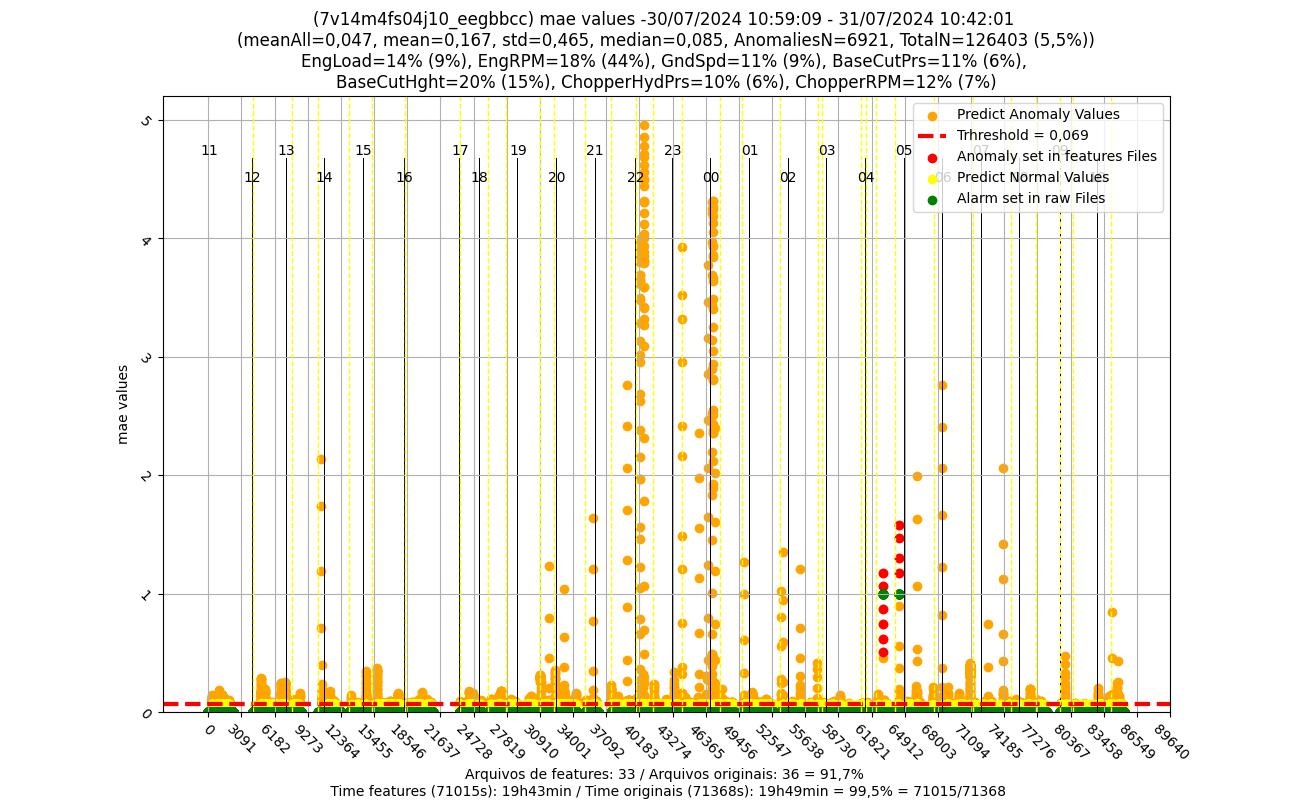 (7v14m4fs04j10_eegbbcc) mae values -30/07/2024 10:59:09 - 31/07/2024 10:42:01
(meanAll=0,047, mean=0,167, std=0,465, median=0,085, AnomaliesN=6921, TotalN=126403 (5,5%))
EngLoad=14% (9%), EngRPM=18% (44%), GndSpd=11% (9%), BaseCutPrs=11% (6%),
BaseCutHght=20% (15%), ChopperHydPrs=10% (6%), ChopperRPM=12% (7%)
Predict Anomaly Values
Trhreshold = 0,069
Anomaly set in features Files
Predict Normal Values
Alarm set in raw Files
11 13 15 17 19 21 23 01 03 05 07 09
12 14 16 18 20 22 00 02 04 06
mae values
5
4
3
2
1
0
0 3091 6182 9273 12364 15455 18546 21637 24728 27819 30910 34001 37092 40183 43274 46365 49456 52547 55638 58730 61821 64912 68003 71094 74185 77276 80367 83458 86549 89640
Arquivos de features: 33 / Arquivos originais: 36 = 91,7%
Time features (71015s): 19h43min / Time originais (71368s): 19h49min = 99,5% = 71015/71368